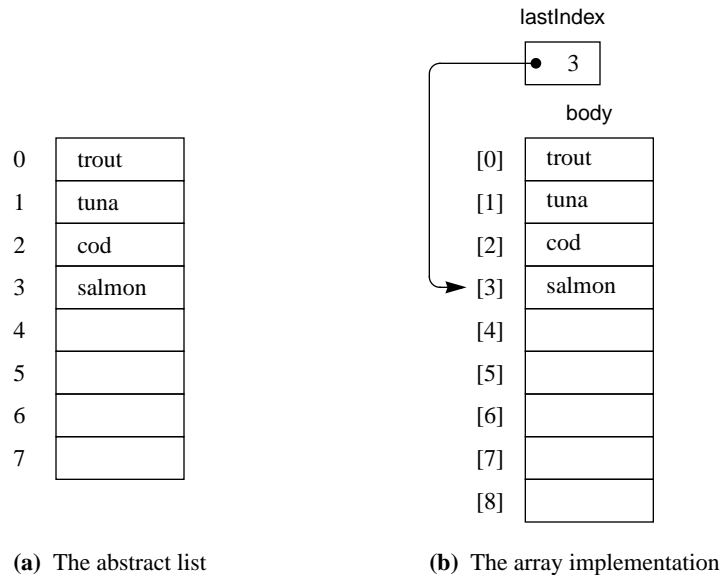 lastIndex
3
body
0 trout
1 tuna
2 cod
3 salmon
4
5
6
7
[0] trout
[1] tuna
[2] cod
[3] salmon
[4]
[5]
[6]
[7]
[8]
(a) The abstract list
(b) The array implementation